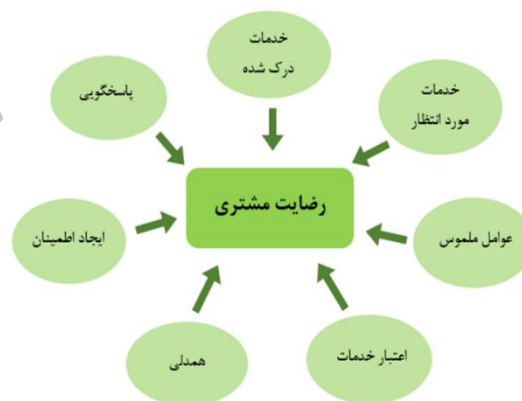 خدمات
درک شده
خدمات
مورد انتظار
پاسخگویی
رضایت مشتری
عوامل ملموس
ایجاد اطمینان
اعتبار خدمات
همدلی